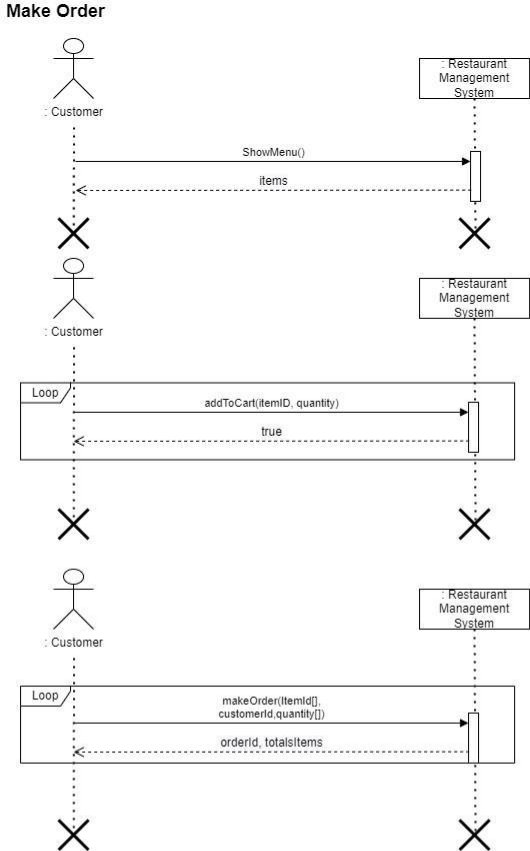 Make Order
: Customer
: Restaurant
Management
System
ShowMenu()
items
: Customer
: Restaurant
Management
System
Loop
addToCart(itemID, quantity)
true
: Customer
: Restaurant
Management
System
Loop
makeOrder(ItemId[],
customerId,quantity[])
orderId, totalsItems